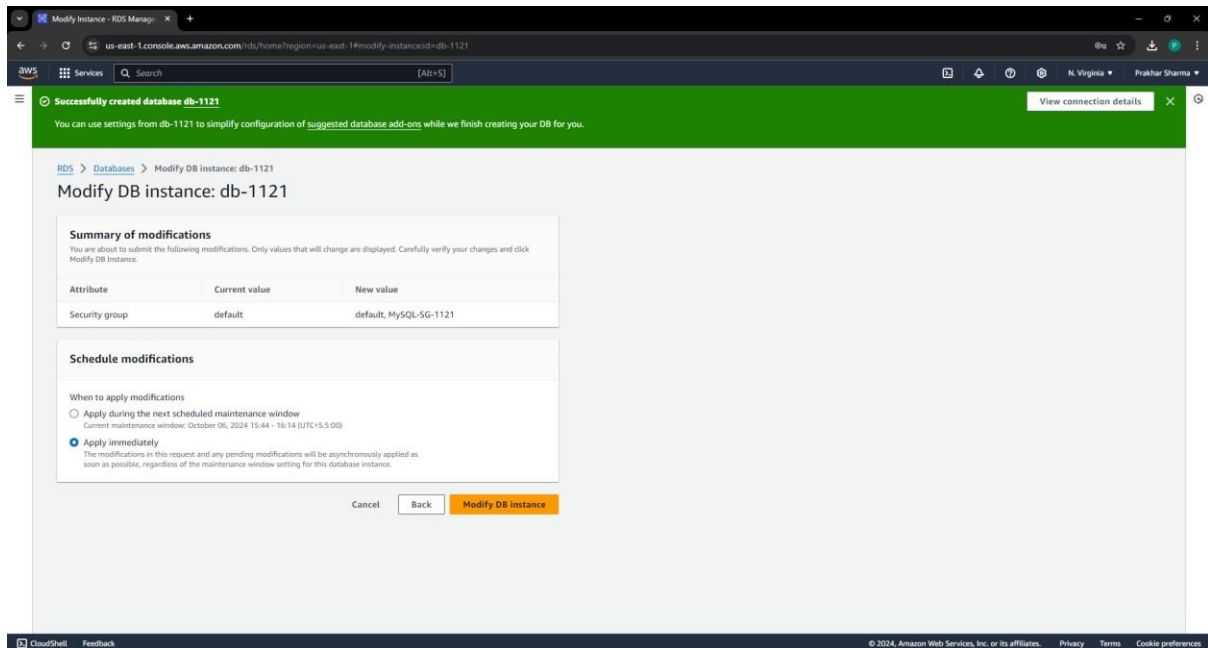 Modify Instance - RDS Manage
us-east-1.console.aws.amazon.com/rds/home?region=us-east-1#modify-instance:id=db-1121
aws Services Search [Alt+S] N. Virginia Prakhar Sharma
Successfully created database db-1121 View connection details
You can use settings from db-1121 to simplify configuration of suggested database add-ons while we finish creating your DB for you.
RDS > Databases > Modify DB instance: db-1121
Modify DB instance: db-1121
Summary of modifications
You are about to submit the following modifications. Only values that will change are displayed. Carefully verify your changes and click
Modify DB Instance.
Attribute Current value New value
Security group default default, MySQL-SG-1121
Schedule modifications
When to apply modifications
Apply during the next scheduled maintenance window
Current maintenance window: October 06, 2024 15:44 - 16:14 (UTC+5.5:00)
Apply immediately
The modifications in this request and any pending modifications will be asynchronously applied as
soon as possible, regardless of the maintenance window setting for this database instance.
Cancel Back Modify DB instance
CloudShell Feedback © 2024, Amazon Web Services, Inc. or its affiliates. Privacy Terms Cookie preferences